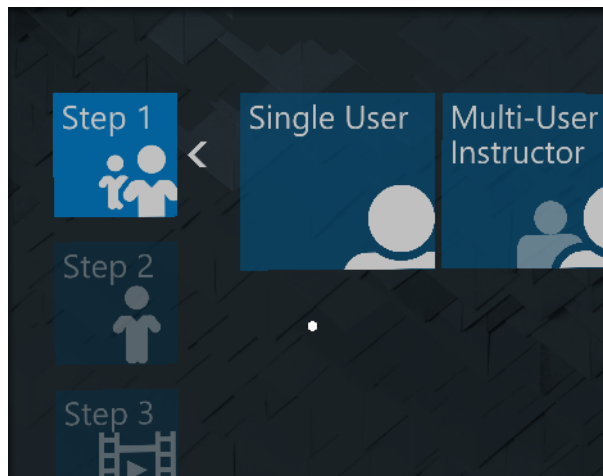 Step 1
Single User
Multi-User
Instructor
Step 2
Step 3